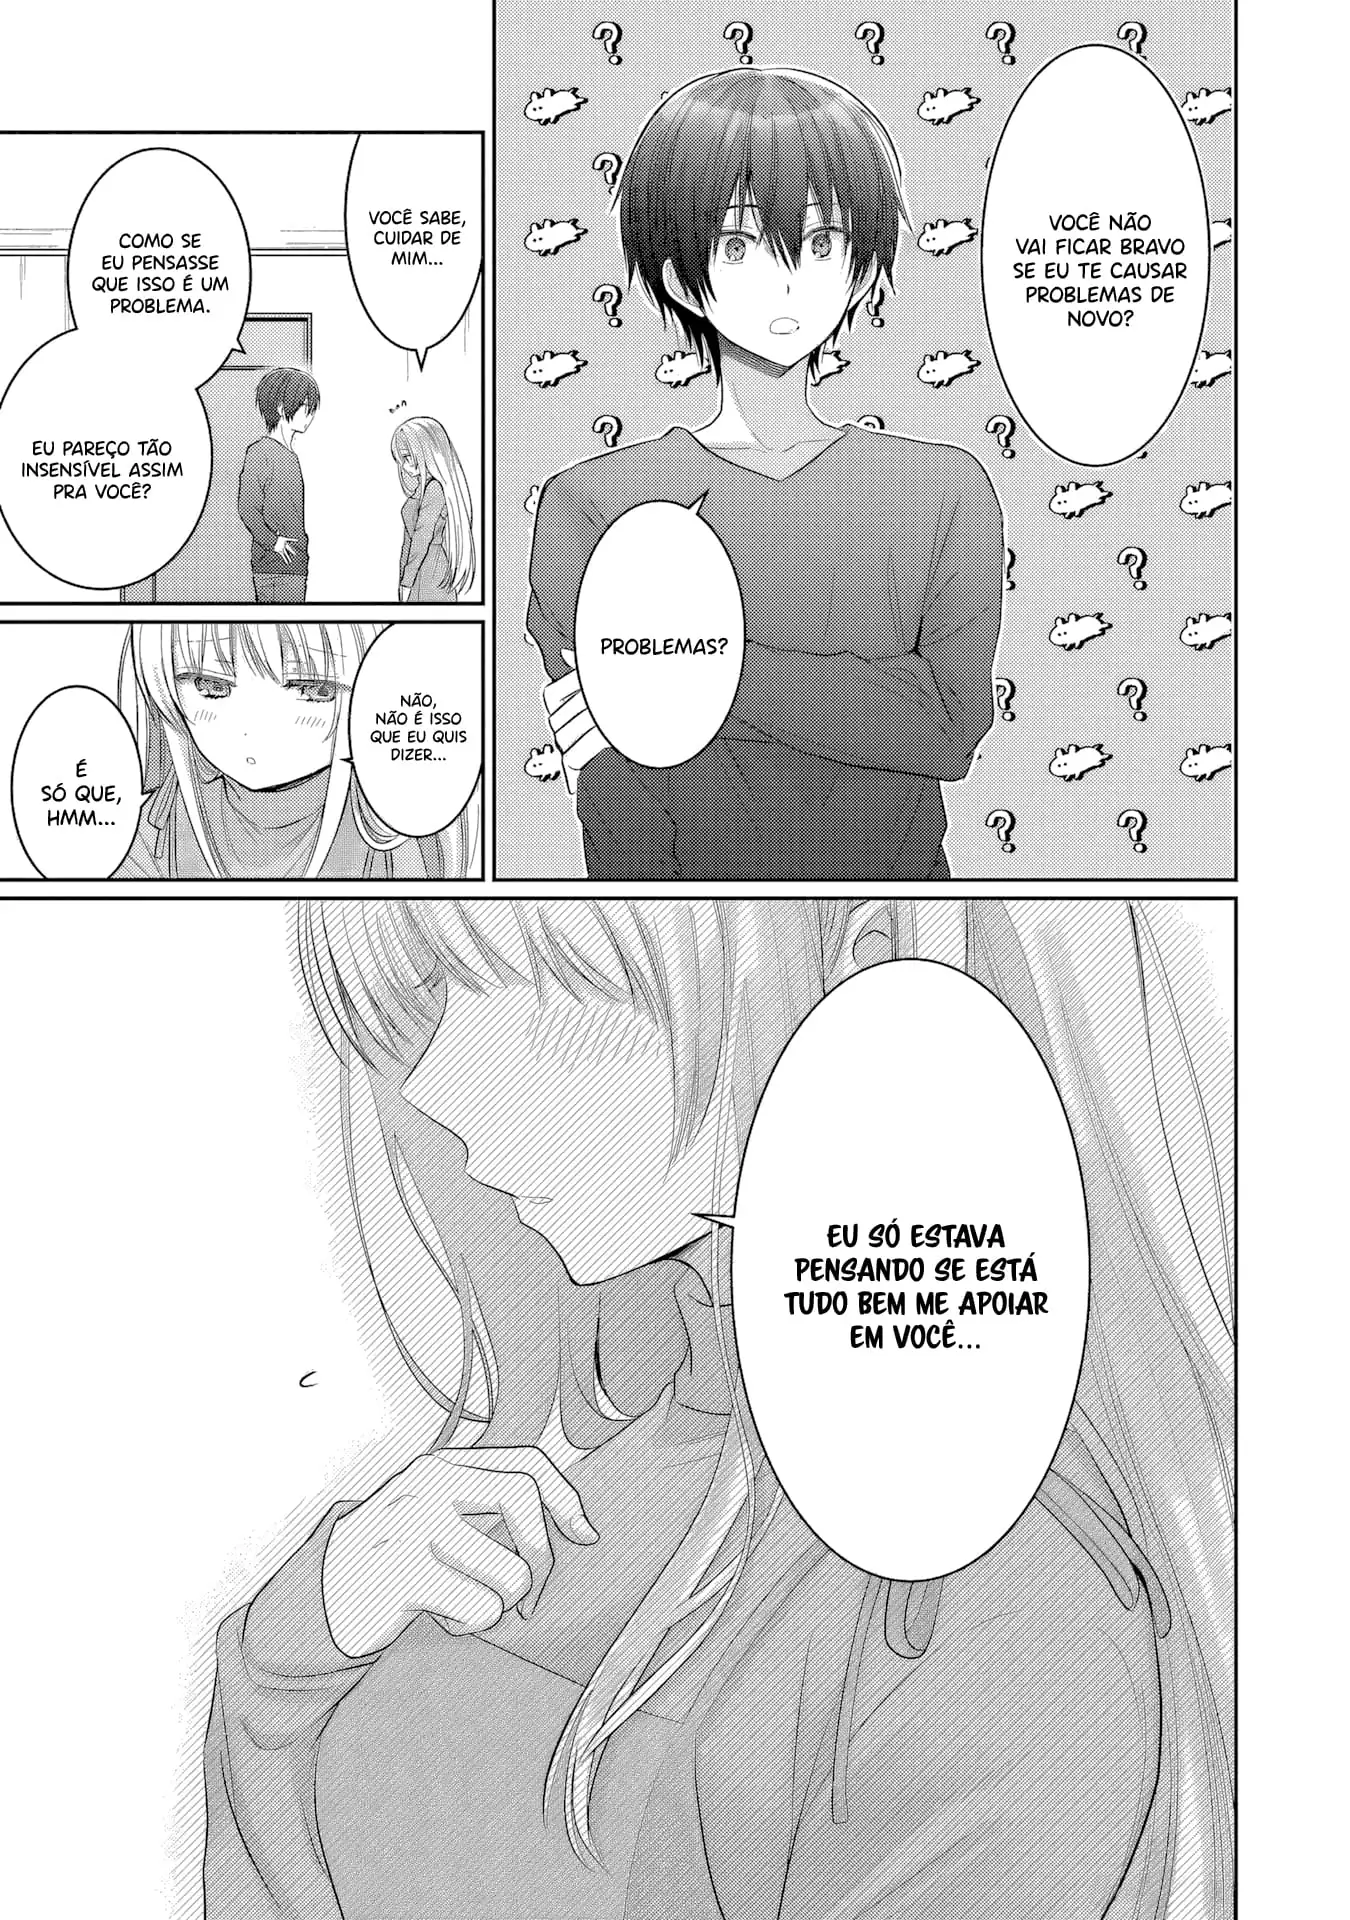 VOCÊ NÃO
VAI FICAR BRAVO
SE EU TE CAUSAR
PROBLEMAS DE
NOVO?
PROBLEMAS?
VOCÊ SABE,
CUIDAR DE
MIM...
COMO SE
EU PENSASSE
QUE ISSO É UM
PROBLEMA.
EU PAREÇO TÃO
INSENSÍVEL ASSIM
PRA VOCÊ?
NÃO,
NÃO É ISSO
QUE EU QUIS
DIZER...
É
SÓ QUE,
HMM...
EU SÓ ESTAVA
PENSANDO SE ESTÁ
TUDO BEM ME APOIAR
EM VOCÊ...